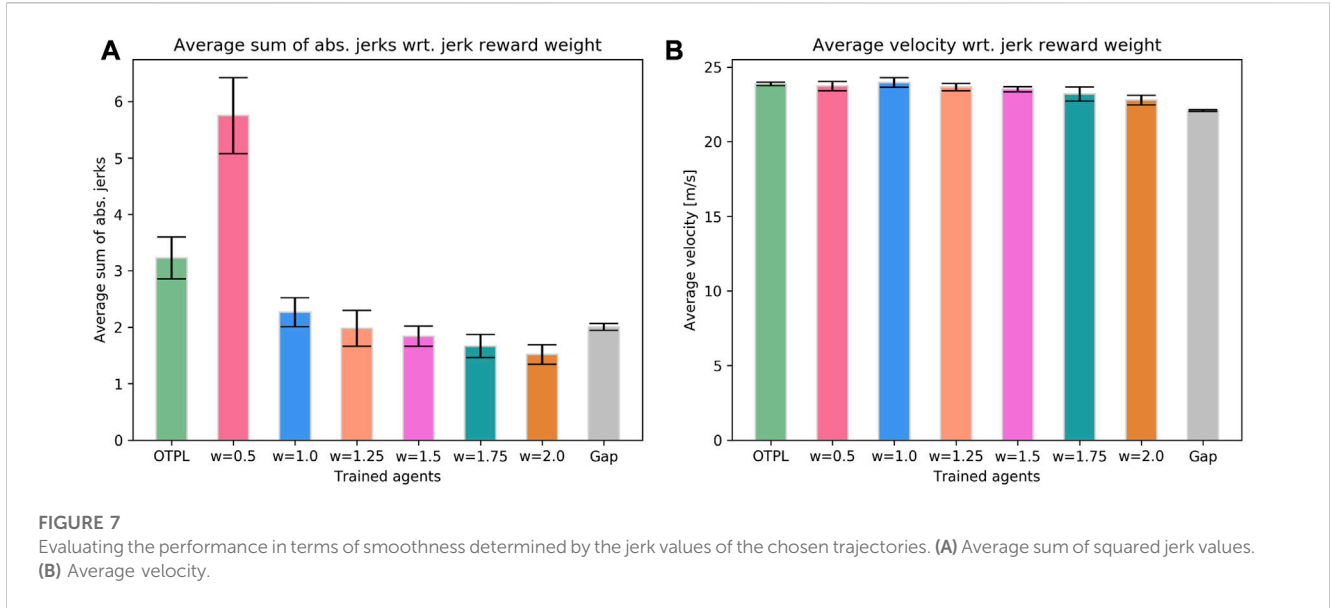 A
Average sum of abs. jerks wrt. jerk reward weight
Average sum of abs. jerks
6
5
4
3
2
1
0
OTPL w=0.5 w=1.0 w=1.25 w=1.5 w=1.75 w=2.0 Gap
Trained agents
B
Average velocity wrt. jerk reward weight
Average velocity [m/s]
25
20
15
10
5
0
OTPL w=0.5 w=1.0 w=1.25 w=1.5 w=1.75 w=2.0 Gap
Trained agents
FIGURE 7
Evaluating the performance in terms of smoothness determined by the jerk values of the chosen trajectories. (A) Average sum of squared jerk values.
(B) Average velocity.